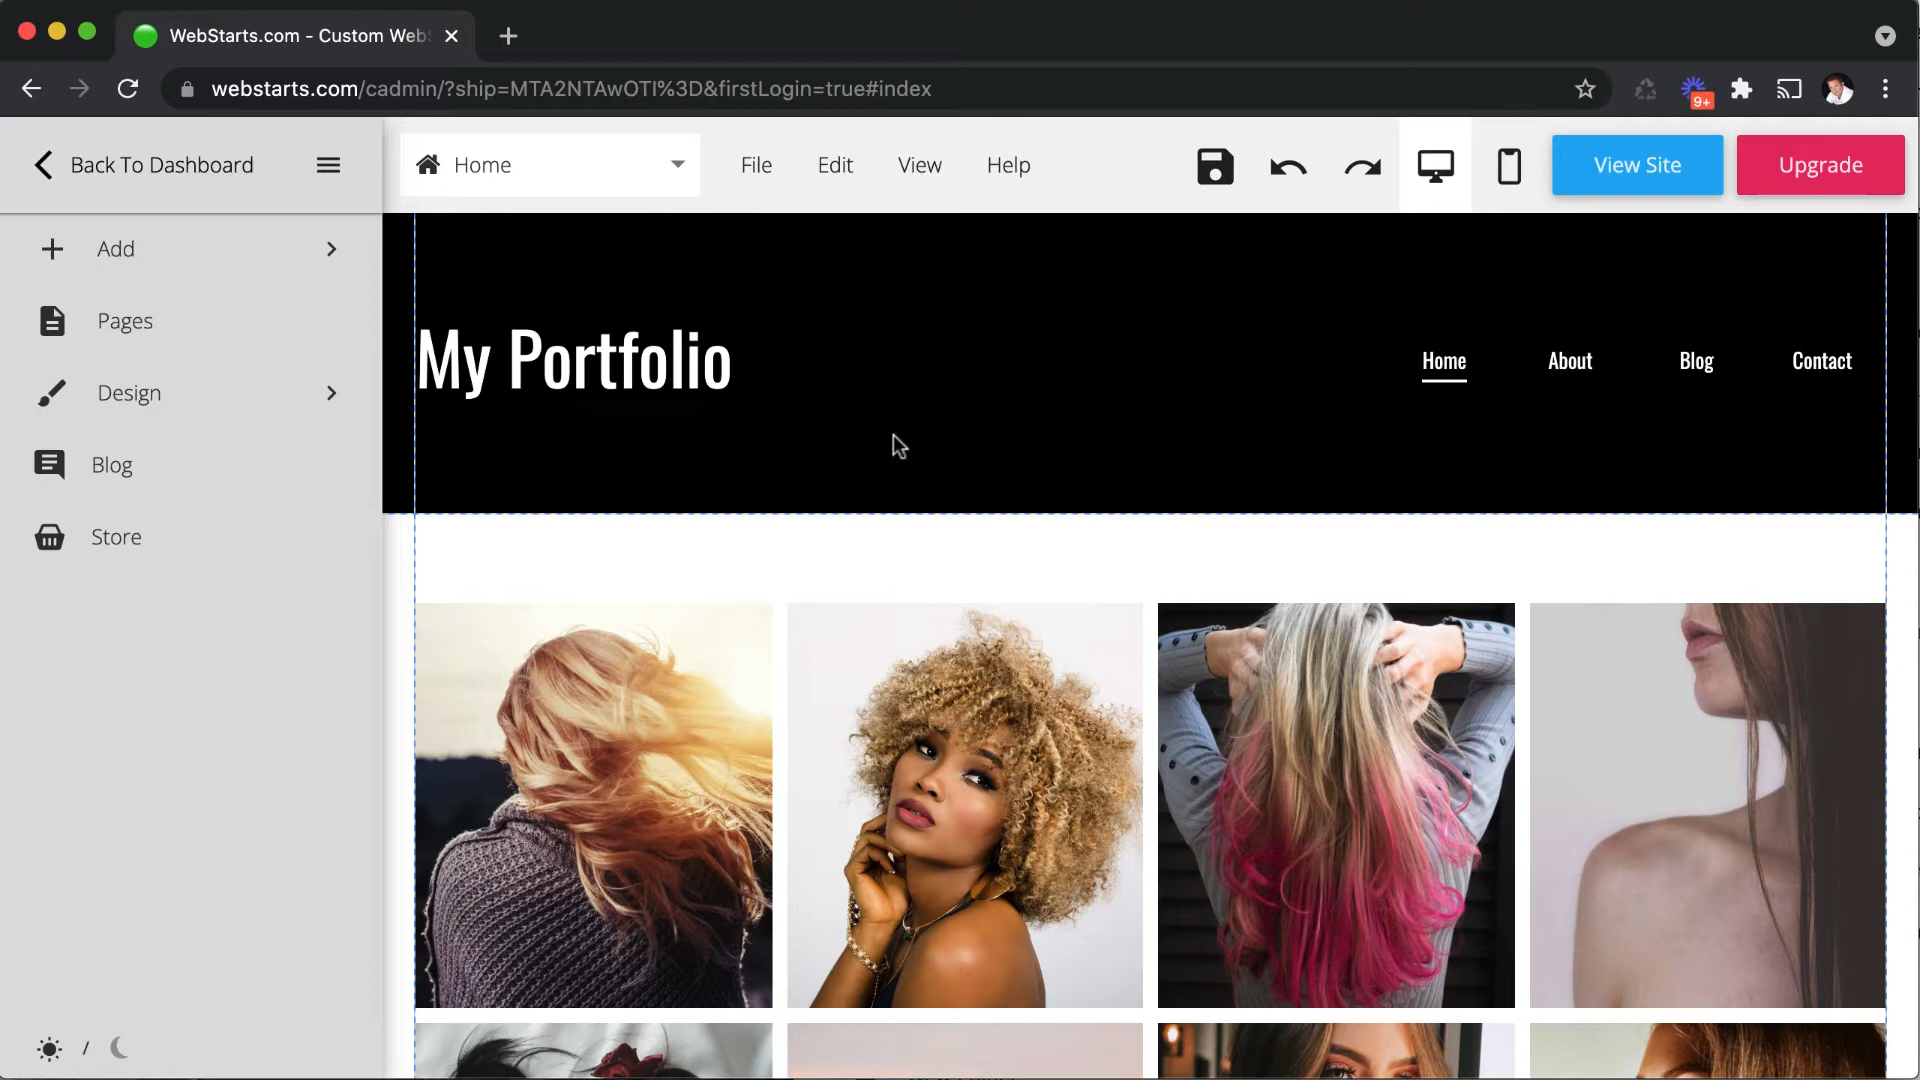 WebStarts.com - Custom Web
webstarts.com/cadmin/?ship=MTA2NTAwOTI%3D&firstLogin=true#index
9+
Back To Dashboard
Home
File
Edit
View
Help
View Site
Upgrade
Add
Pages
Design
Blog
Store
/
My Portfolio
Home
About
Blog
Contact